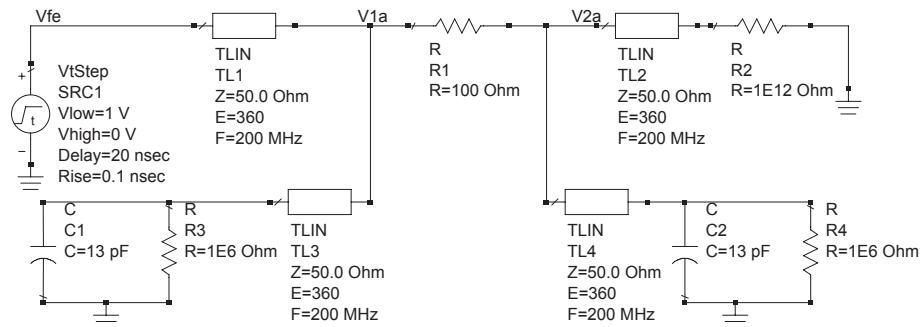 Vfe
V1a
V2a
+
t
–
VtStep
SRC1
Vlow=1 V
Vhigh=0 V
Delay=20 nsec
Rise=0.1 nsec
TLIN
TL1
Z=50.0 Ohm
E=360
F=200 MHz
R
R1
R=100 Ohm
TLIN
TL2
Z=50.0 Ohm
E=360
F=200 MHz
R
R2
R=1E12 Ohm
C
C1
C=13 pF
R
R3
R=1E6 Ohm
TLIN
TL3
Z=50.0 Ohm
E=360
F=200 MHz
TLIN
TL4
Z=50.0 Ohm
E=360
F=200 MHz
C
C2
C=13 pF
R
R4
R=1E6 Ohm